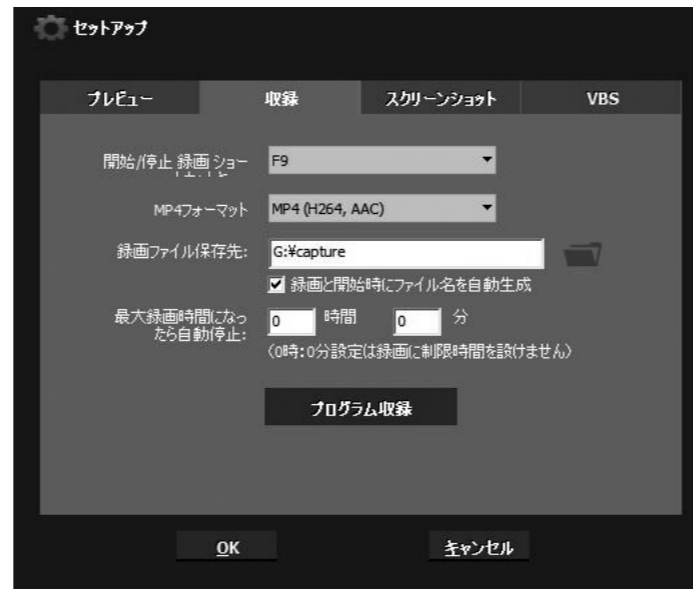 セットアップ
プレビュー 収録 スクリーンショット VBS
開始/停止 録画 ショー F9
MP4フォーマット MP4 (H264, AAC)
録画ファイル保存先: G:¥capture
録画と開始時にファイル名を自動生成
最大録画時間になっ
たら自動停止: 0 時間 0 分
(0時:0分設定は録画に制限時間を設けません)
プログラム収録
OK キャンセル